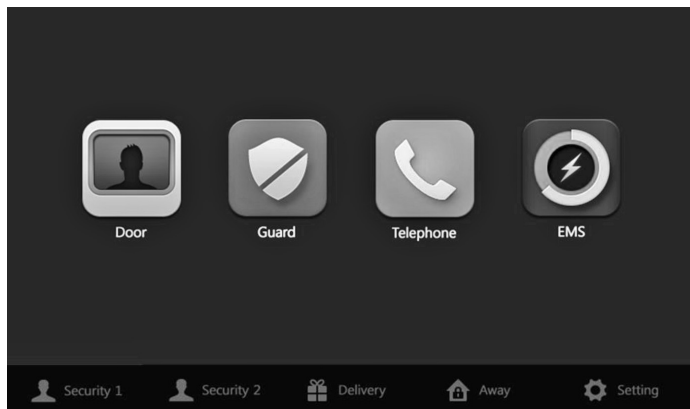 Door
Guard
Telephone
EMS
Security 1
Security 2
Delivery
Away
Setting